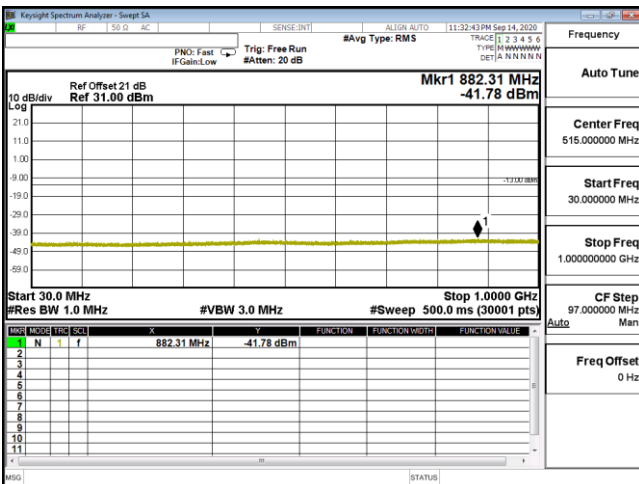 Keysight Spectrum Analyzer - Swept SA
RF 50 Ω AC SENSE:INT ALIGN AUTO 11:32:43 PM Sep 14, 2020
#Avg Type: RMS TRACE 1 2 3 4 5 6
PNO: Fast Trig: Free Run TYPE M WWWWW
IFGain:Low #Atten: 20 dB DET A N N N N N
Ref Offset 21 dB Mkr1 882.31 MHz
10 dB/div Ref 31.00 dBm -41.78 dBm
Log
21.0
11.0
1.00
-9.00
-13.00 dBm
-19.0
-29.0
1
-39.0
-49.0
-59.0
Start 30.0 MHz Stop 1.0000 GHz
#Res BW 1.0 MHz #VBW 3.0 MHz #Sweep 500.0 ms (30001 pts)
MKR MODE TRC SCL X Y FUNCTION FUNCTION WIDTH FUNCTION VALUE
1 N 1 f 882.31 MHz -41.78 dBm
2
3
4
5
6
7
8
9
10
11
MSG STATUS
Frequency
Auto Tune
Center Freq
515.000000 MHz
Start Freq
30.000000 MHz
Stop Freq
1.000000000 GHz
CF Step
97.000000 MHz
Auto Man
Freq Offset
0 Hz